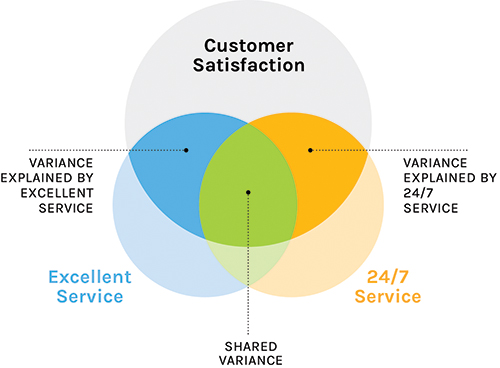 Customer
Satisfaction
VARIANCE
EXPLAINED BY
EXCELLENT
SERVICE
VARIANCE
EXPLAINED BY
24/7
SERVICE
Excellent
Service
24/7
Service
SHARED
VARIANCE